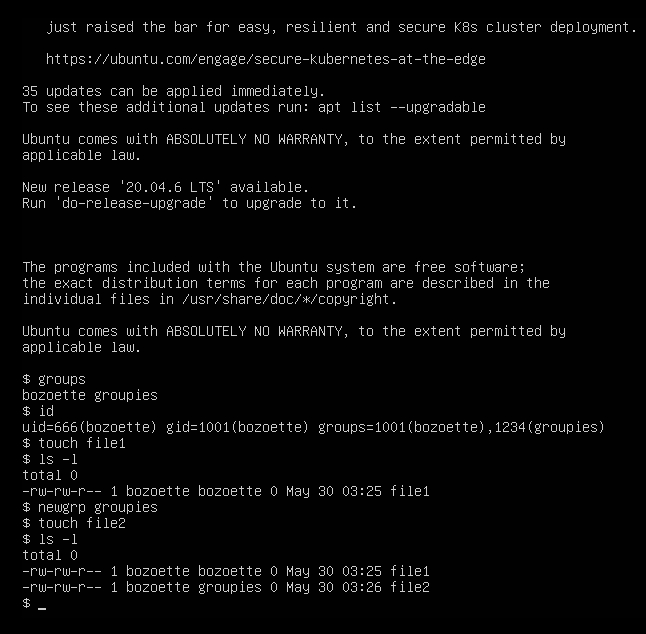 just raised the bar for easy, resilient and secure K8s cluster deployment.
https://ubuntu.com/engage/secure-kubernetes-at-the-edge
35 updates can be applied immediately.
To see these additional updates run: apt list --upgradable
Ubuntu comes with ABSOLUTELY NO WARRANTY, to the extent permitted by
applicable law.
New release '20.04.6 LTS' available.
Run 'do-release-upgrade' to upgrade to it.
The programs included with the Ubuntu system are free software;
the exact distribution terms for each program are described in the
individual files in /usr/share/doc/*/copyright.
Ubuntu comes with ABSOLUTELY NO WARRANTY, to the extent permitted by
applicable law.
$ groups
bozoette groupies
$ id
uid=666(bozoette) gid=1001(bozoette) groups=1001(bozoette),1234(groupies)
$ touch file1
$ ls -l
total 0
-rw-rw-r-- 1 bozoette bozoette 0 May 30 03:25 file1
$ newgrp groupies
$ touch file2
$ ls -l
total 0
-rw-rw-r-- 1 bozoette bozoette 0 May 30 03:25 file1
-rw-rw-r-- 1 bozoette groupies 0 May 30 03:26 file2
$ _